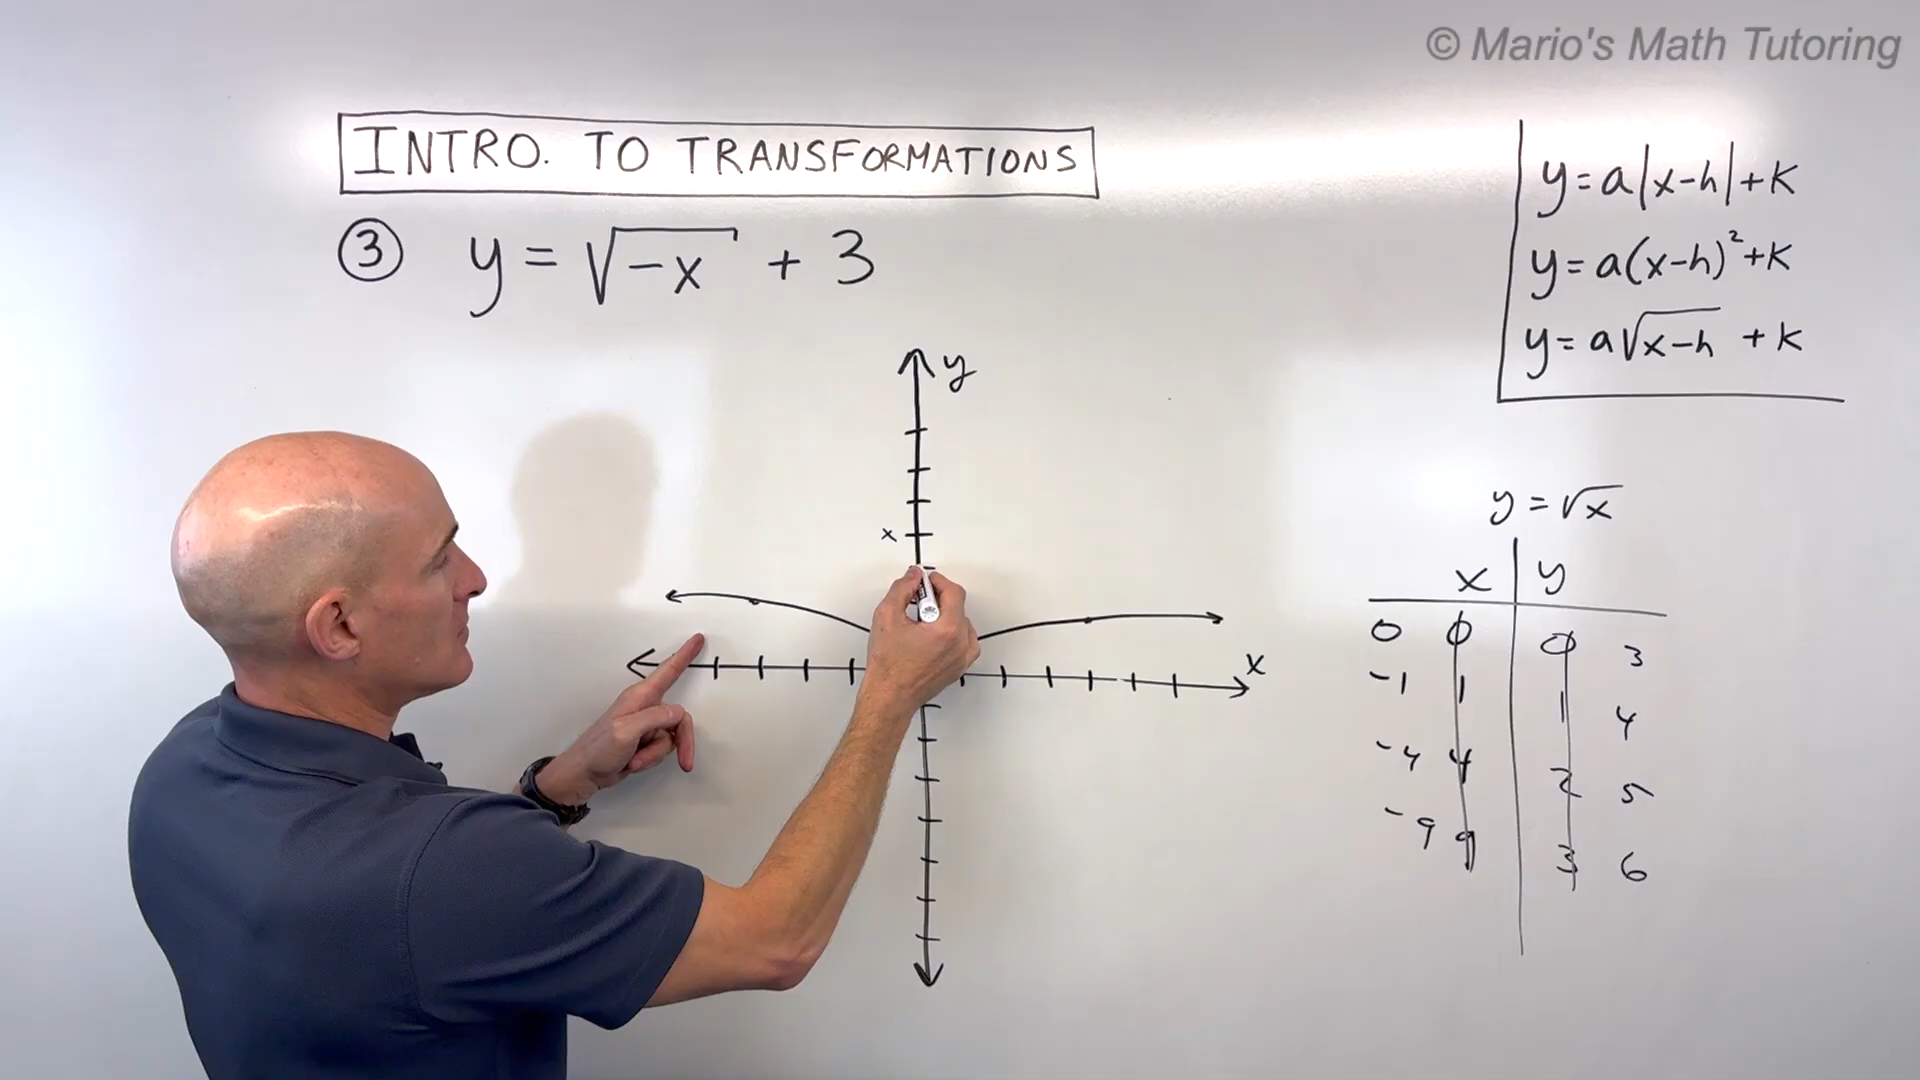 © Mario's Math Tutoring
INTRO. TO TRANSFORMATIONS
③ y = √-x + 3
y = a|x-h| + k
y = a(x-h)² + k
y = a√x-h + k
y
x
x
y = √x
x y
0 0 0 3
-1 1 1 4
-4 4 2 5
-9 9 3 6